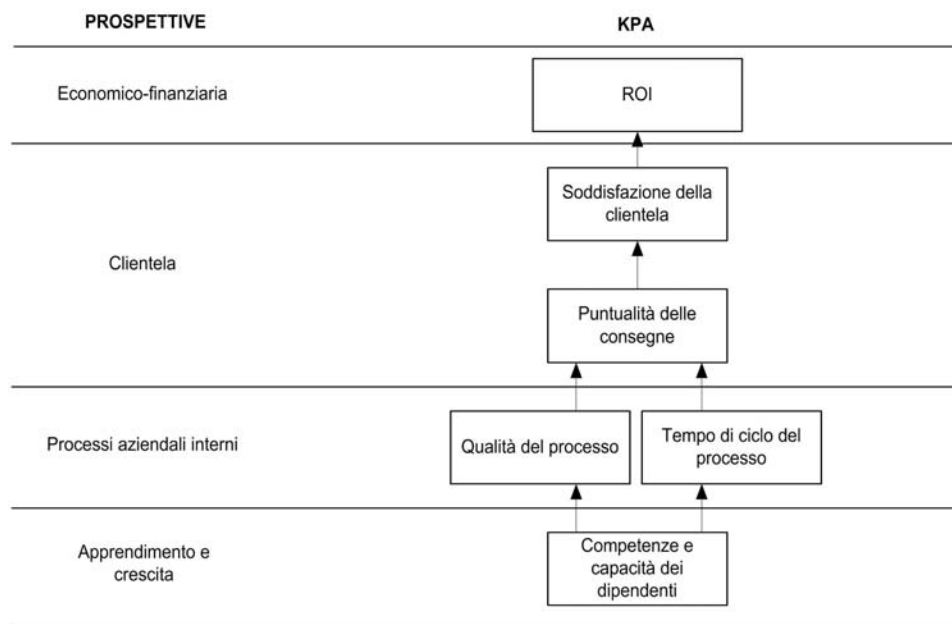 PROSPETTIVE
KPA
Economico-finanziaria
ROI
Clientela
Soddisfazione della
clientela
Puntualità delle
consegne
Processi aziendali interni
Qualità del processo
Tempo di ciclo del
processo
Apprendimento e
crescita
Competenze e
capacità dei
dipendenti